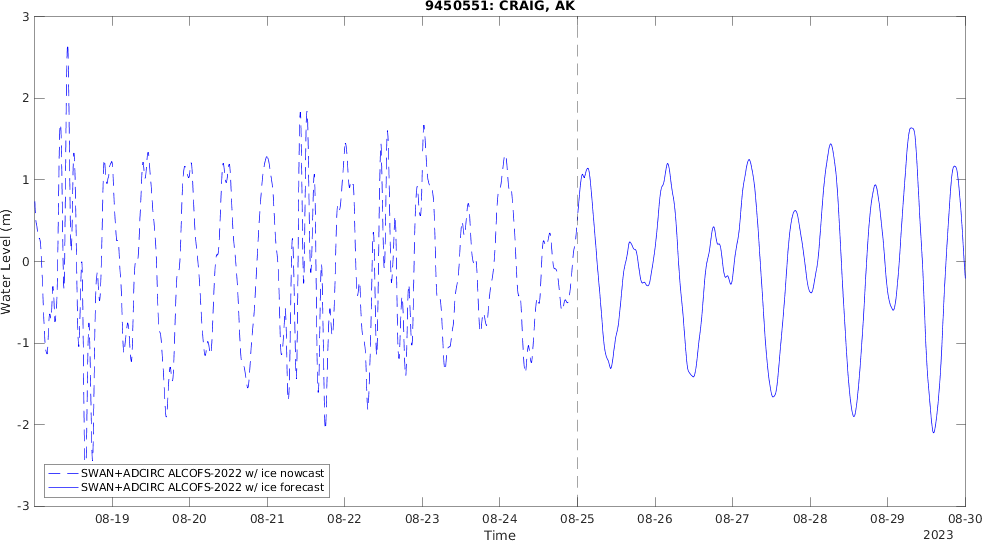 9450551: CRAIG, AK
3
2
1
0
-1
-2
-3
Water Level (m)
SWAN+ADCIRC ALCOFS-2022 w/ ice nowcast
SWAN+ADCIRC ALCOFS-2022 w/ ice forecast
08-19 08-20 08-21 08-22 08-23 08-24 08-25 08-26 08-27 08-28 08-29 08-30
Time
2023